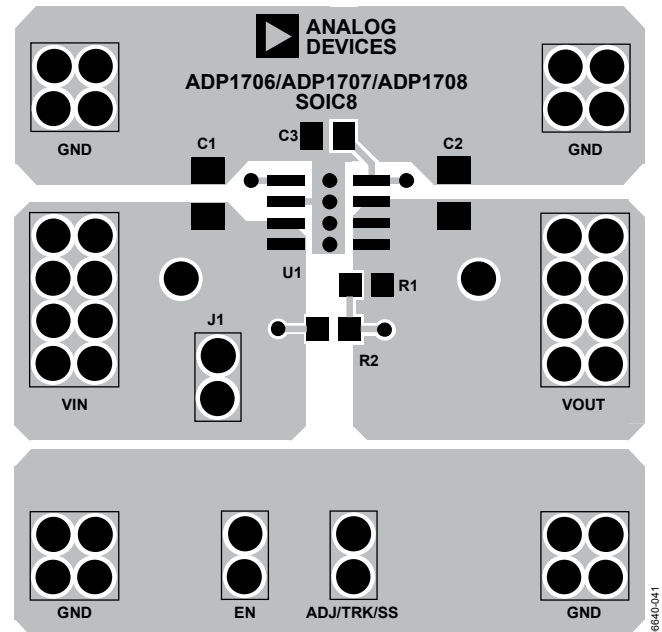 ANALOG
DEVICES
ADP1706/ADP1707/ADP1708
SOIC8
GND
C1
C3
C2
GND
U1
R1
J1
R2
VIN
VOUT
GND
EN
ADJ/TRK/SS
GND
6640-041